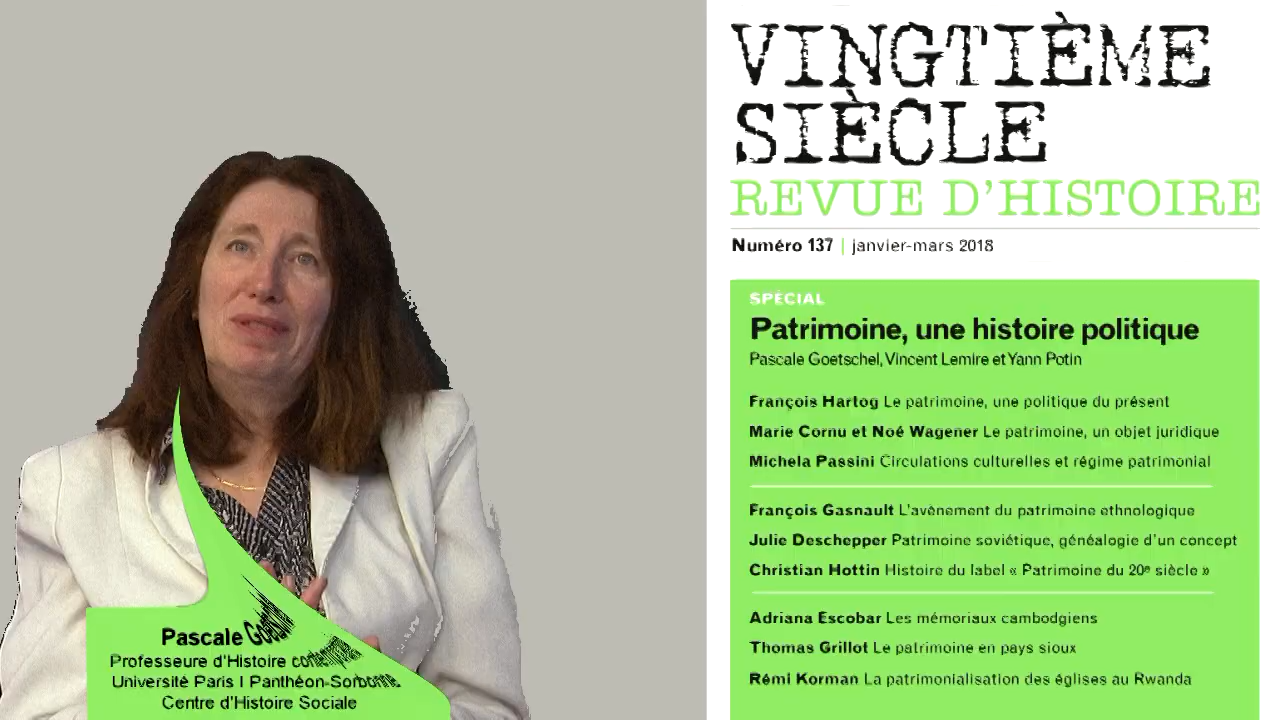 VINGTIÈME
SIÈCLE
REVUE D'HISTOIRE
Numéro 137 | janvier-mars 2018
SPÉCIAL
Patrimoine, une histoire politique
Pascale Goetschel, Vincent Lemire et Yann Potin
François Hartog Le patrimoine, une politique du présent
Marie Cornu et Noé Wagener Le patrimoine, un objet juridique
Michela Passini Circulations culturelles et régime patrimonial
François Gasnault L'avènement du patrimoine ethnologique
Julie Deschepper Patrimoine soviétique, généalogie d'un concept
Christian Hottin Histoire du label « Patrimoine du 20e siècle »
Adriana Escobar Les mémoriaux cambodgiens
Thomas Grillot Le patrimoine en pays sioux
Rémi Korman La patrimonialisation des églises au Rwanda
Pascale Goetschel
Professeure d'Histoire contemporaine
Université Paris I Panthéon-Sorbonne
Centre d'Histoire Sociale